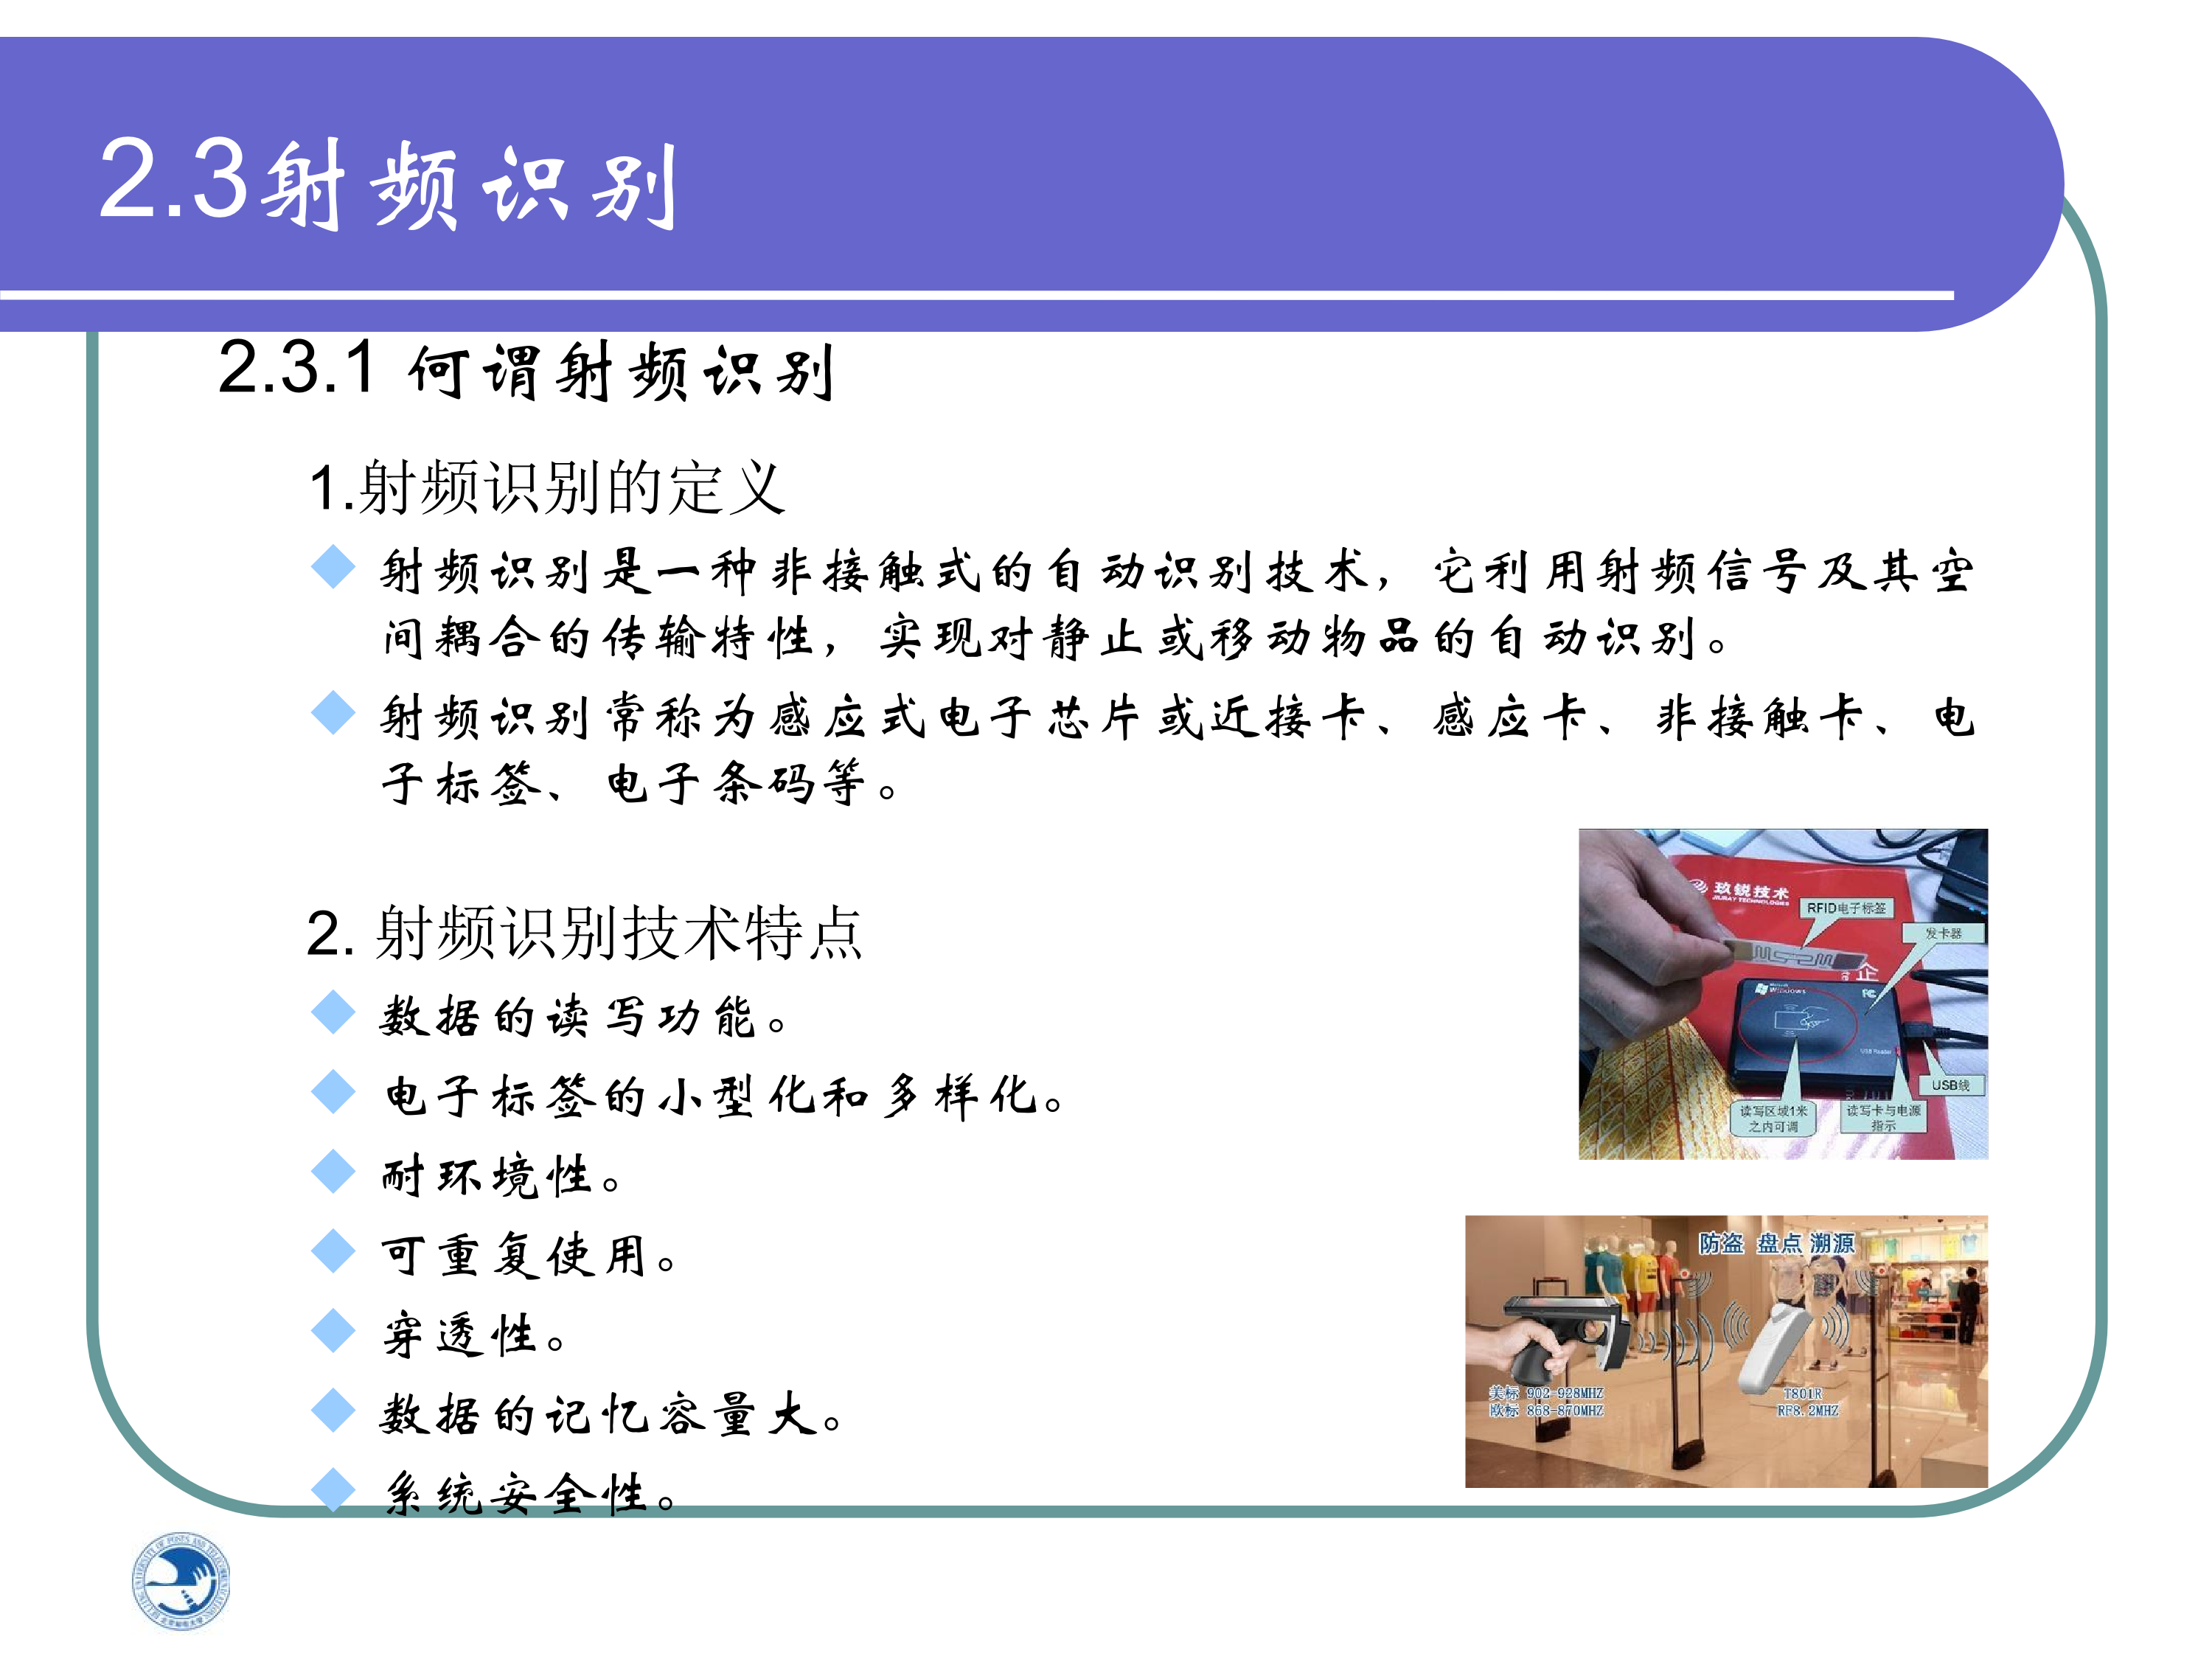 2.3射频识别
2.3.1 何谓射频识别
1.射频识别的定义
射频识别是一种非接触式的自动识别技术，它利用射频信号及其空
间耦合的传输特性，实现对静止或移动物品的自动识别。
射频识别常称为感应式电子芯片或近接卡、感应卡、非接触卡、电
子标签、电子条码等。
2. 射频识别技术特点
数据的读写功能。
电子标签的小型化和多样化。
耐环境性。
可重复使用。
穿透性。
数据的记忆容量大。
系统安全性。
玖锐技术
JIURAY TECHNOLOGIES
RFID电子标签
发卡器
企
Windows
FC
USB Reader
USB线
读写区域1米
之内可调
读写卡与电源
指示
防盗 盘点 溯源
美标 902-928MHZ
欧标 868-870MHZ
T801R
RF8.2MHZ